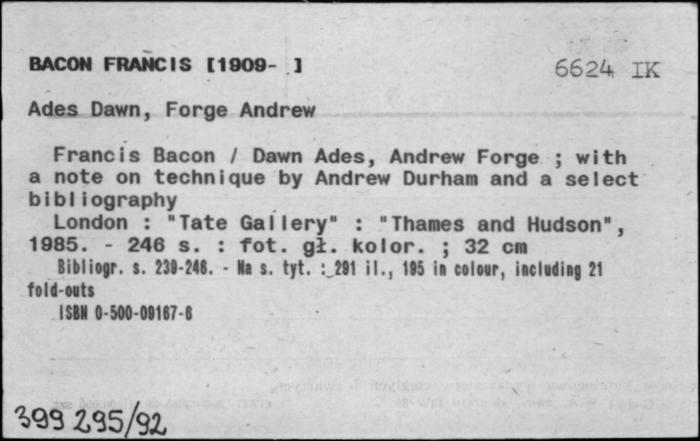 BACON FRANCIS [1909- ]
6624 IK
Ades Dawn, Forge Andrew
Francis Bacon / Dawn Ades, Andrew Forge ; with
a note on technique by Andrew Durham and a select
bibliography
London : "Tate Gallery" : "Thames and Hudson",
1985. - 246 s. : fot. gł. kolor. ; 32 cm
Bibliogr. s. 239-246. - Na s. tyt. : 291 il., 195 in colour, including 21
fold-outs
ISBN 0-500-09167-6
399 295/92